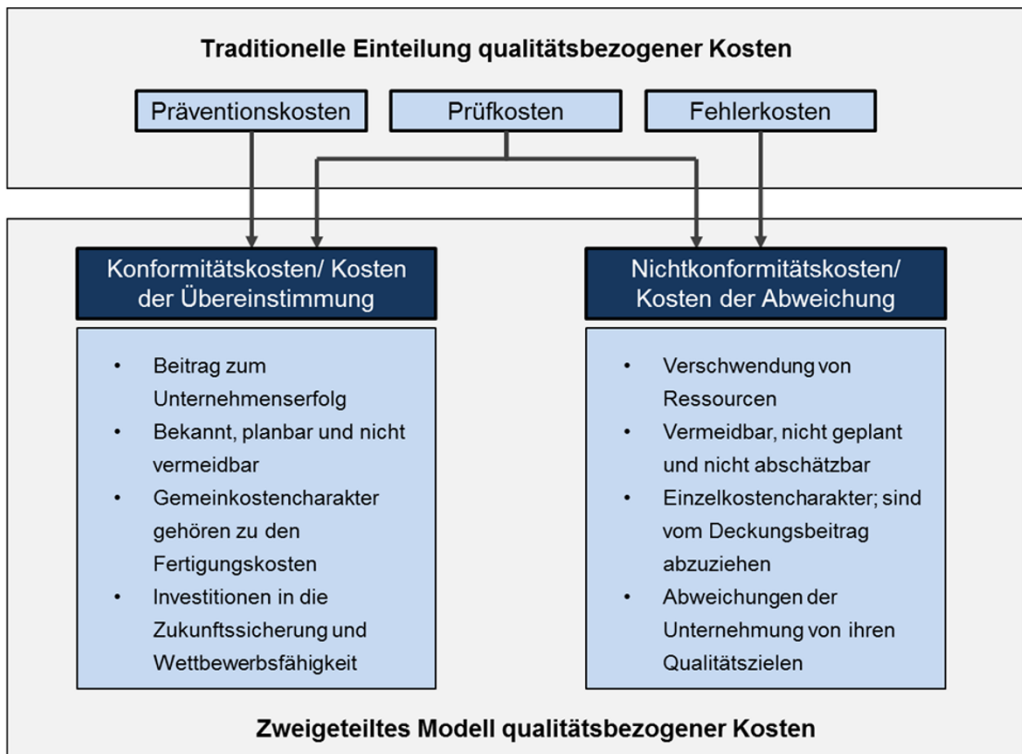 Traditionelle Einteilung qualitätsbezogener Kosten
Präventionskosten
Prüfkosten
Fehlerkosten
Konformitätskosten/ Kosten
der Übereinstimmung
• Beitrag zum
Unternehmenserfolg
• Bekannt, planbar und nicht
vermeidbar
• Gemeinkostencharakter
gehören zu den
Fertigungskosten
• Investitionen in die
Zukunftssicherung und
Wettbewerbsfähigkeit
Nichtkonformitätskosten/
Kosten der Abweichung
• Verschwendung von
Ressourcen
• Vermeidbar, nicht geplant
und nicht abschätzbar
• Einzelkostencharakter; sind
vom Deckungsbeitrag
abzuziehen
• Abweichungen der
Unternehmung von ihren
Qualitätszielen
Zweigeteiltes Modell qualitätsbezogener Kosten